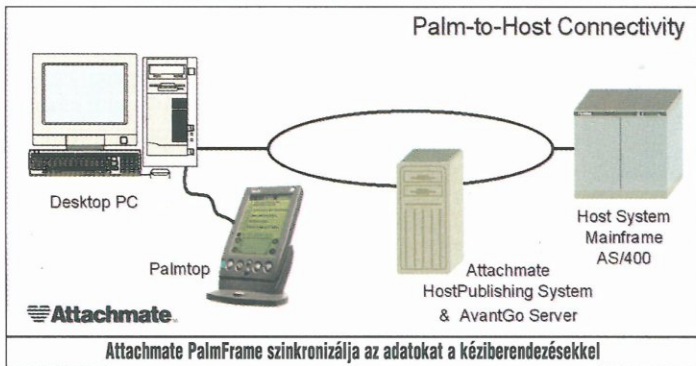 Palm-to-Host Connectivity
Desktop PC
Palmtop
Attachmate
HostPublishing System
& AvantGo Server
Host System
Mainframe
AS/400
Attachmate
Attachmate PalmFrame szinkronizálja az adatokat a kéziberendezésekkel